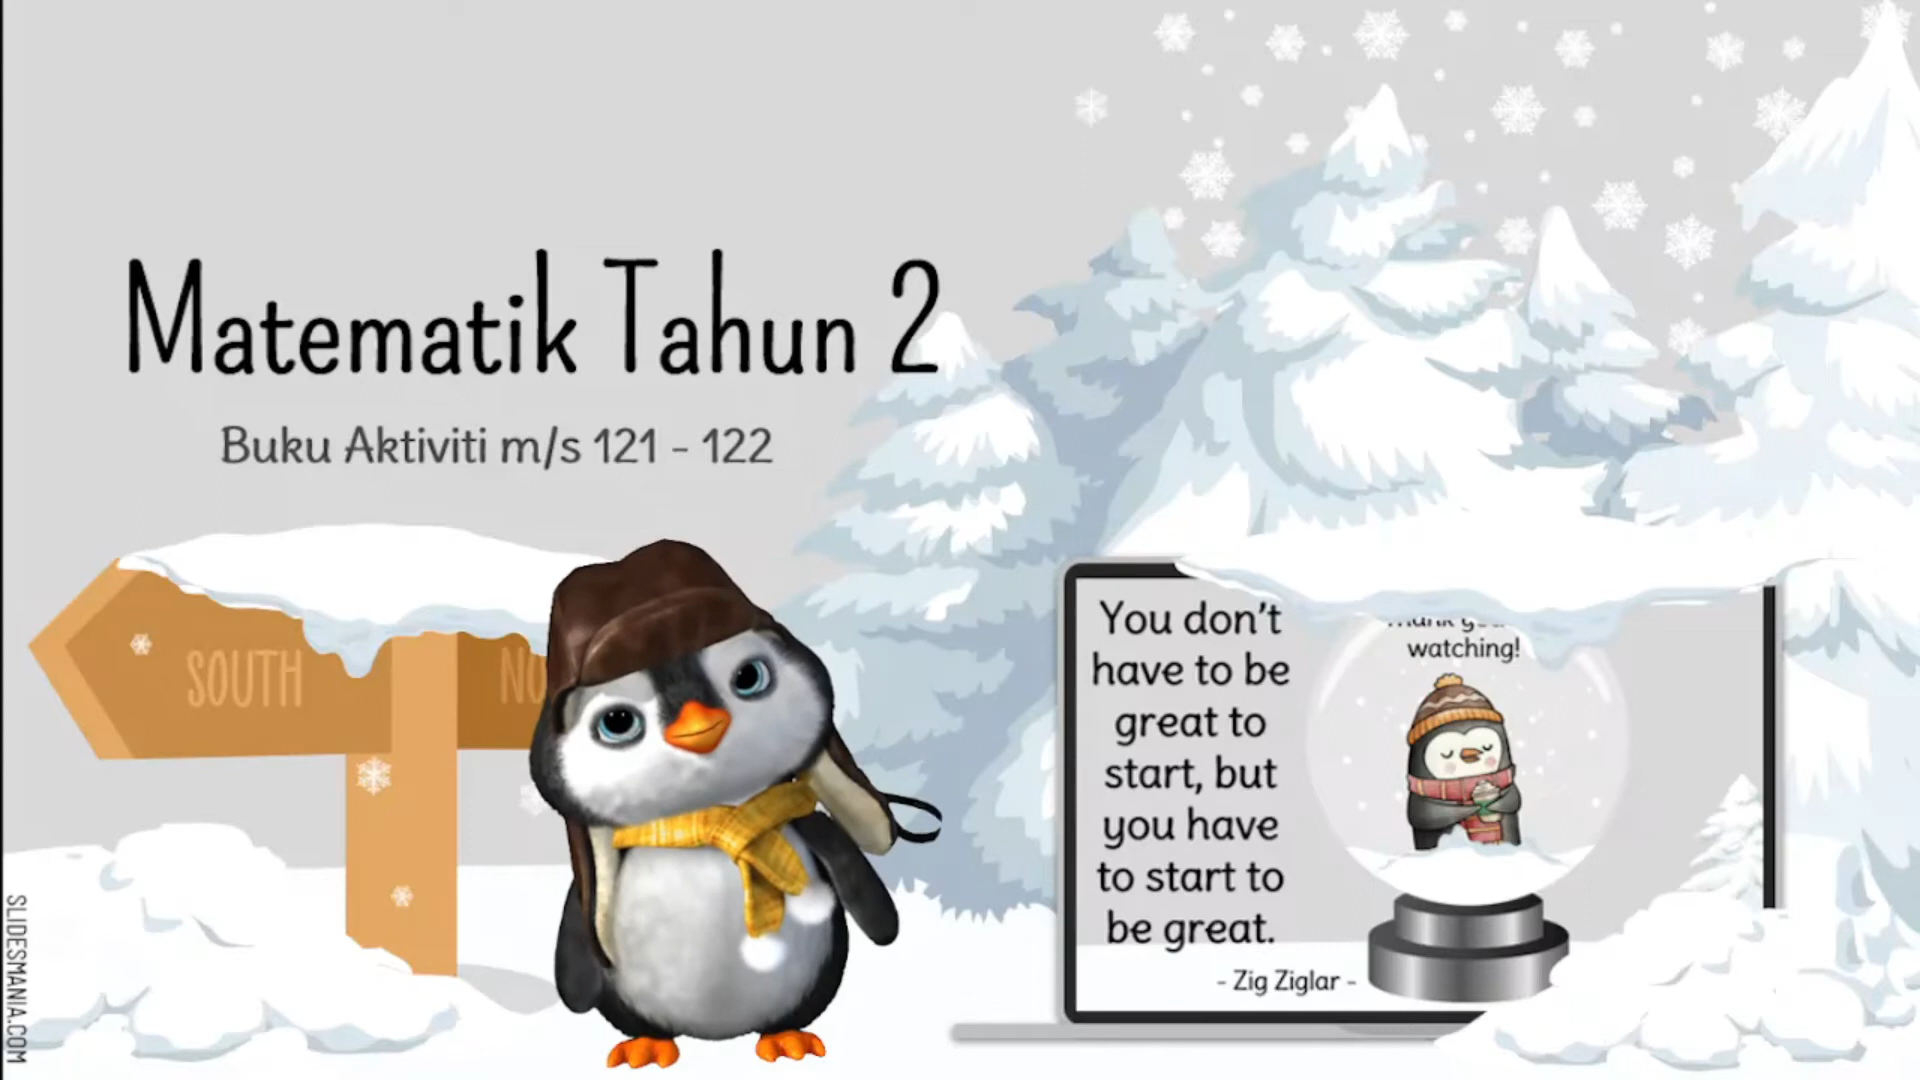 Matematik Tahun 2
Buku Aktiviti m/s 121 - 122
SOUTH
You don't
have to be
great to
start, but
you have
to start to
be great.
- Zig Ziglar -
watching!
SLIDESMANIA.COM